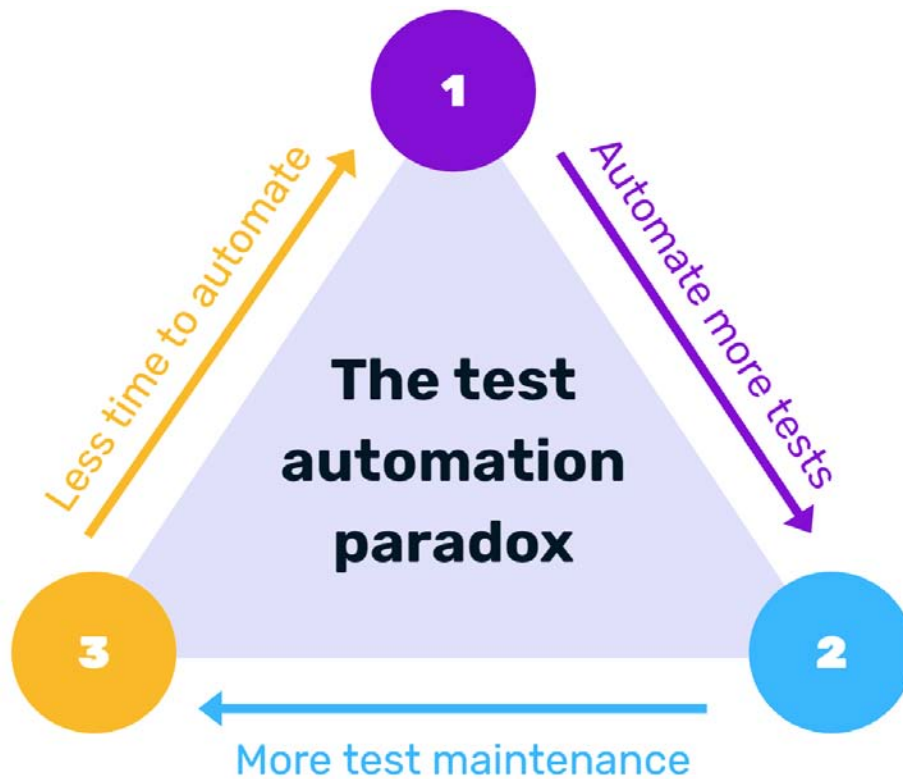 1
Automate more tests
Less time to automate
The test
automation
paradox
3
2
More test maintenance